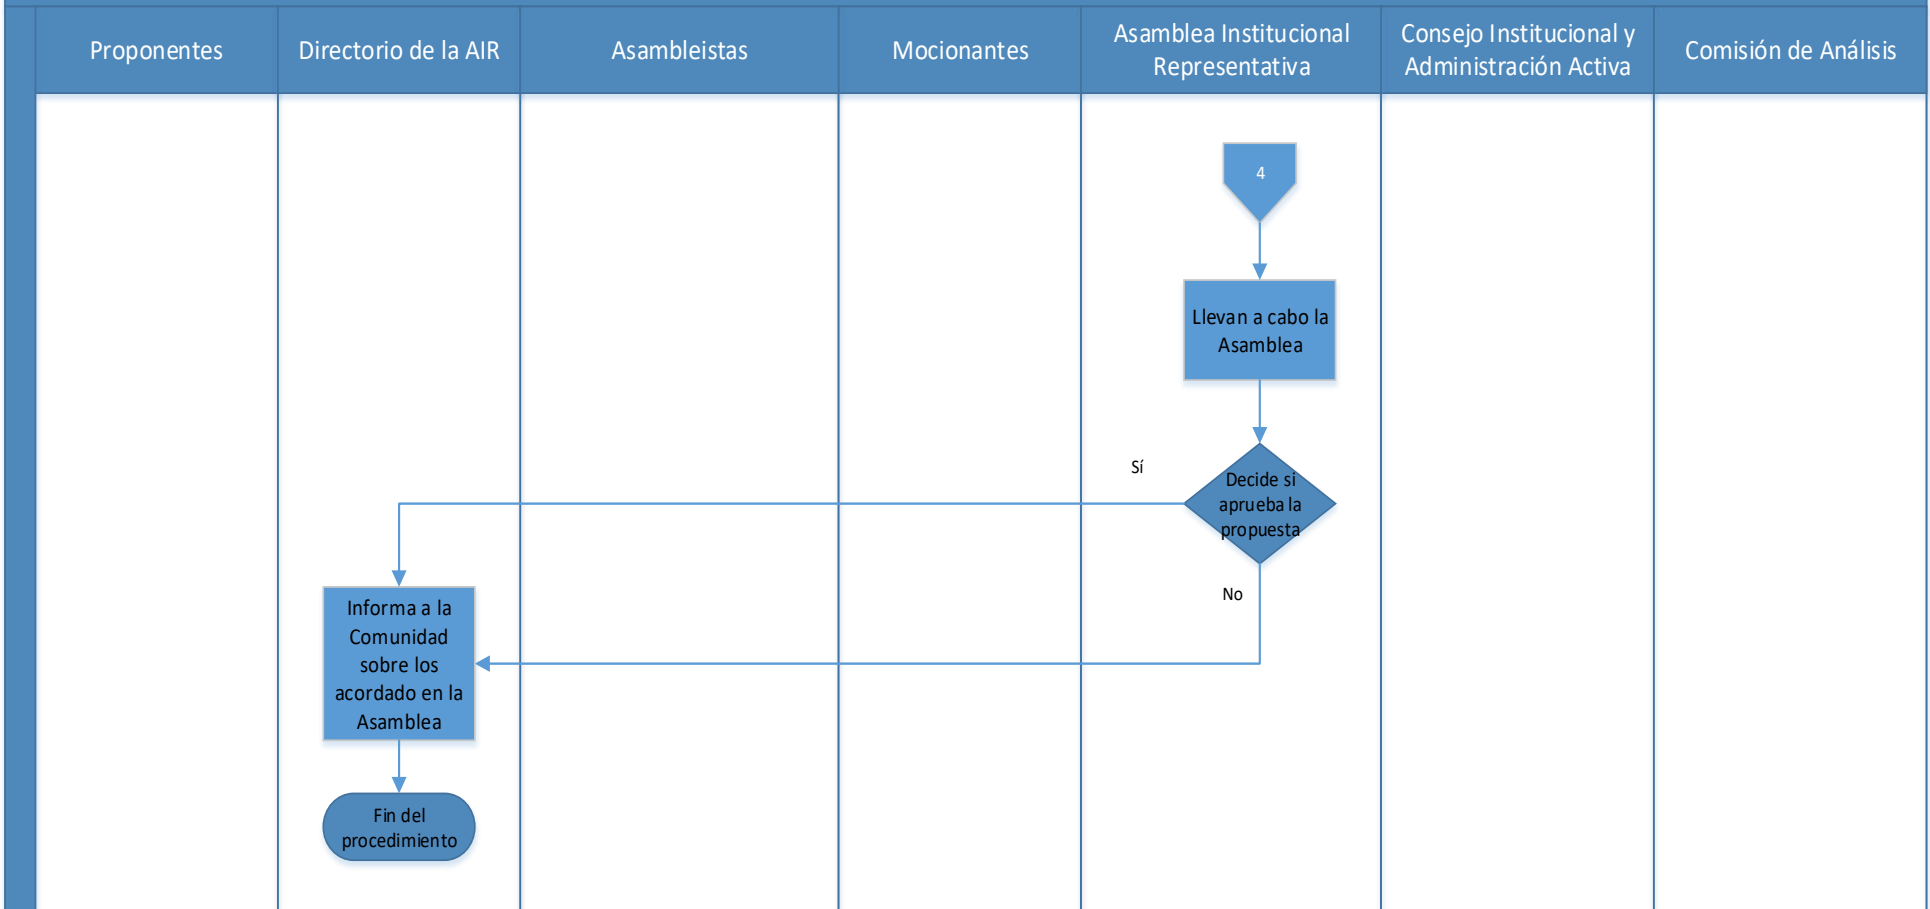 Proponentes
Directorio de la AIR
Asambleistas
Mocionantes
Asamblea Institucional
Representativa
Consejo Institucional y
Administración Activa
Comisión de Análisis
4
Llevan a cabo la
Asamblea
Sí
Decide si
aprueba la
propuesta
No
Informa a la
Comunidad
sobre los
acordado en la
Asamblea
Fin del
procedimiento